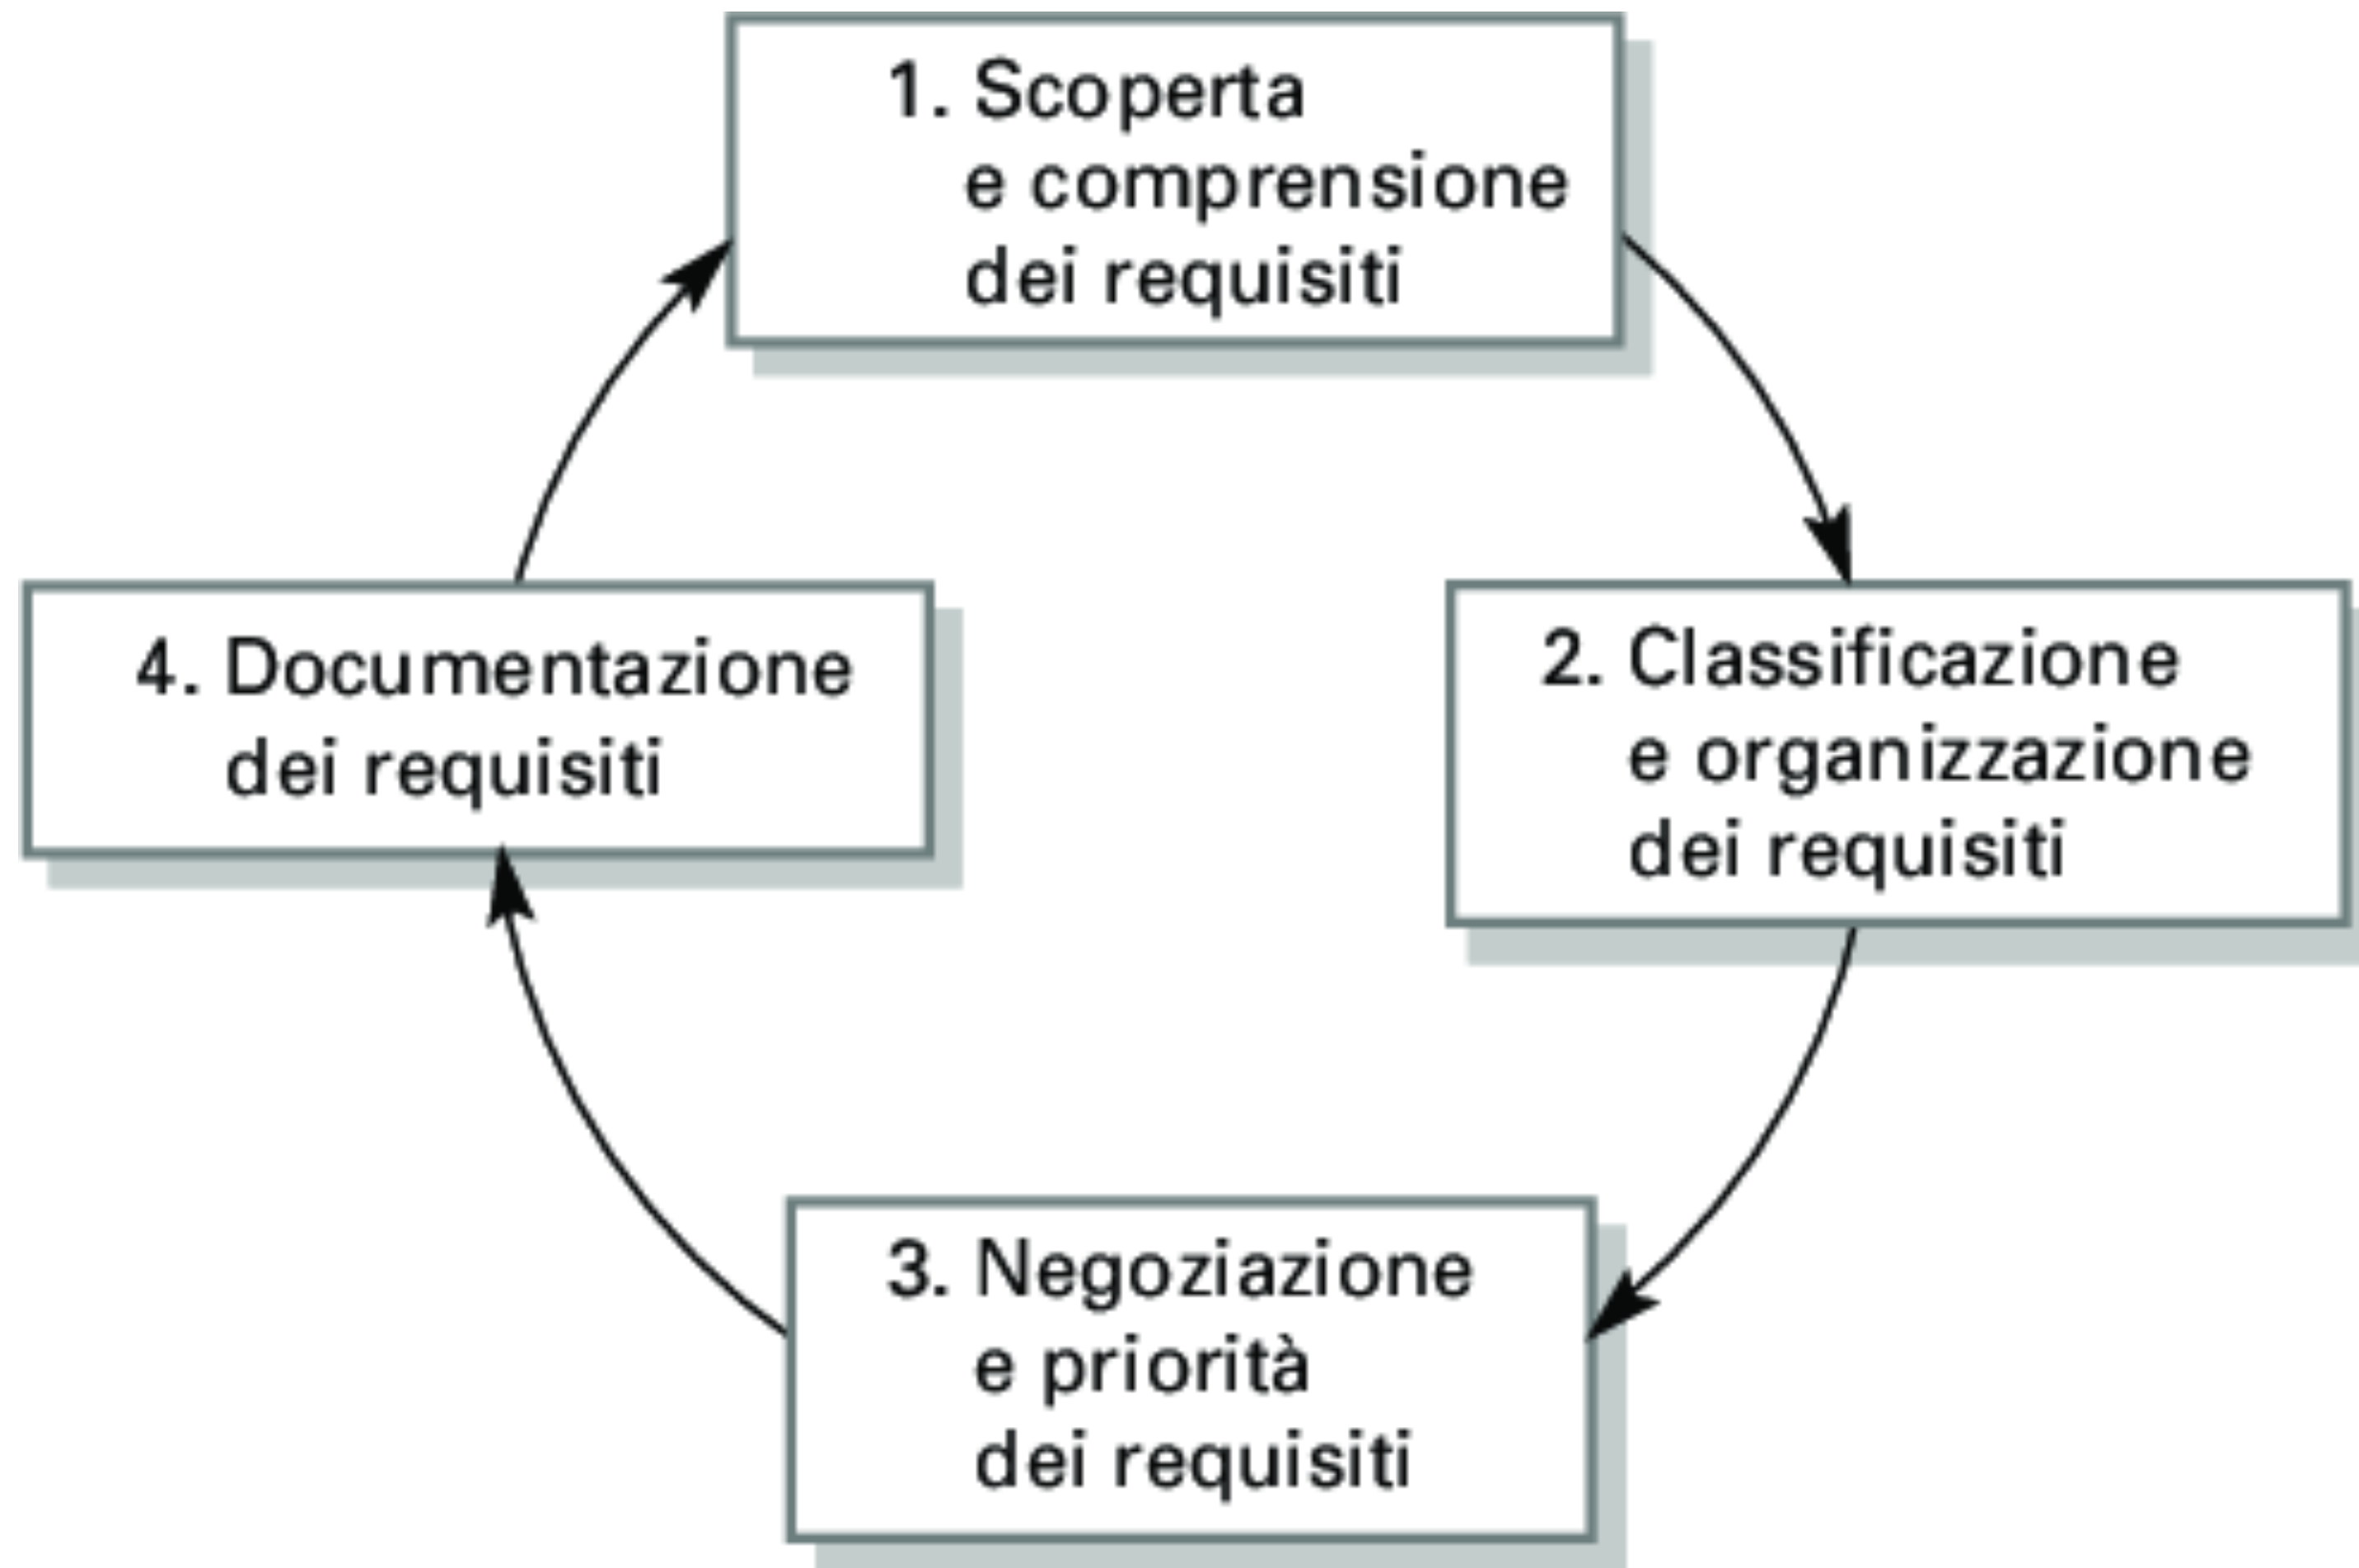 1. Scoperta
e comprensione
dei requisiti
2. Classificazione
e organizzazione
dei requisiti
3. Negoziazione
e priorità
dei requisiti
4. Documentazione
dei requisiti